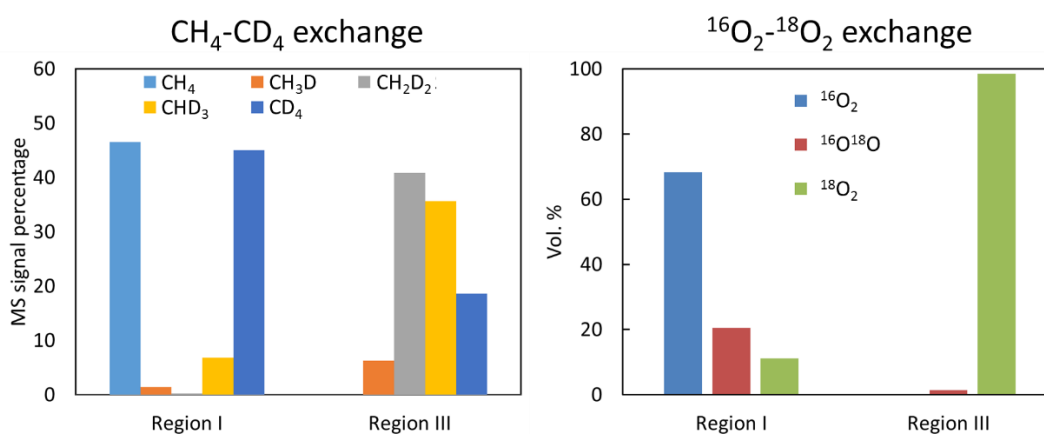 CH₄-CD₄ exchange
60
50
40
30
20
10
0
MS signal percentage
CH₄ CH₃D CH₂D₂
CHD₃ CD₄
Region I Region III
¹⁶O₂-¹⁸O₂ exchange
100
80
60
40
20
0
Vol. %
¹⁶O₂
¹⁶O¹⁸O
¹⁸O₂
Region I Region III